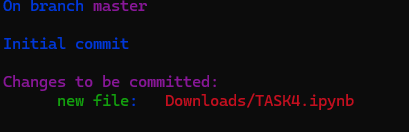 On branch master
Initial commit
Changes to be committed:
new file: Downloads/TASK4.ipynb